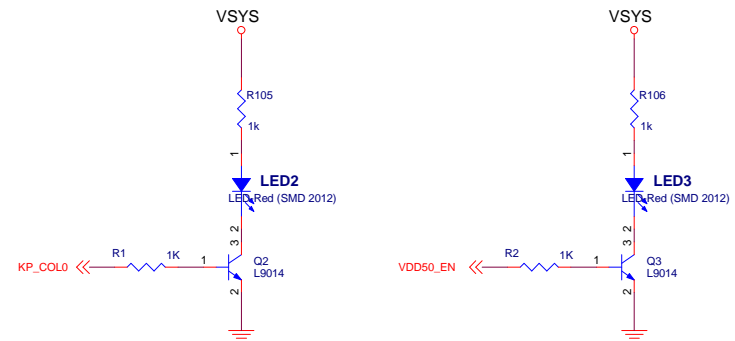 VSYS
R105
1k
1
LED2
LED Red (SMD 2012)
2
3
KP_COL0
R1
1K
1
Q2
L9014
2
VSYS
R106
1k
1
LED3
LED Red (SMD 2012)
2
3
VDD50_EN
R2
1K
1
Q3
L9014
2